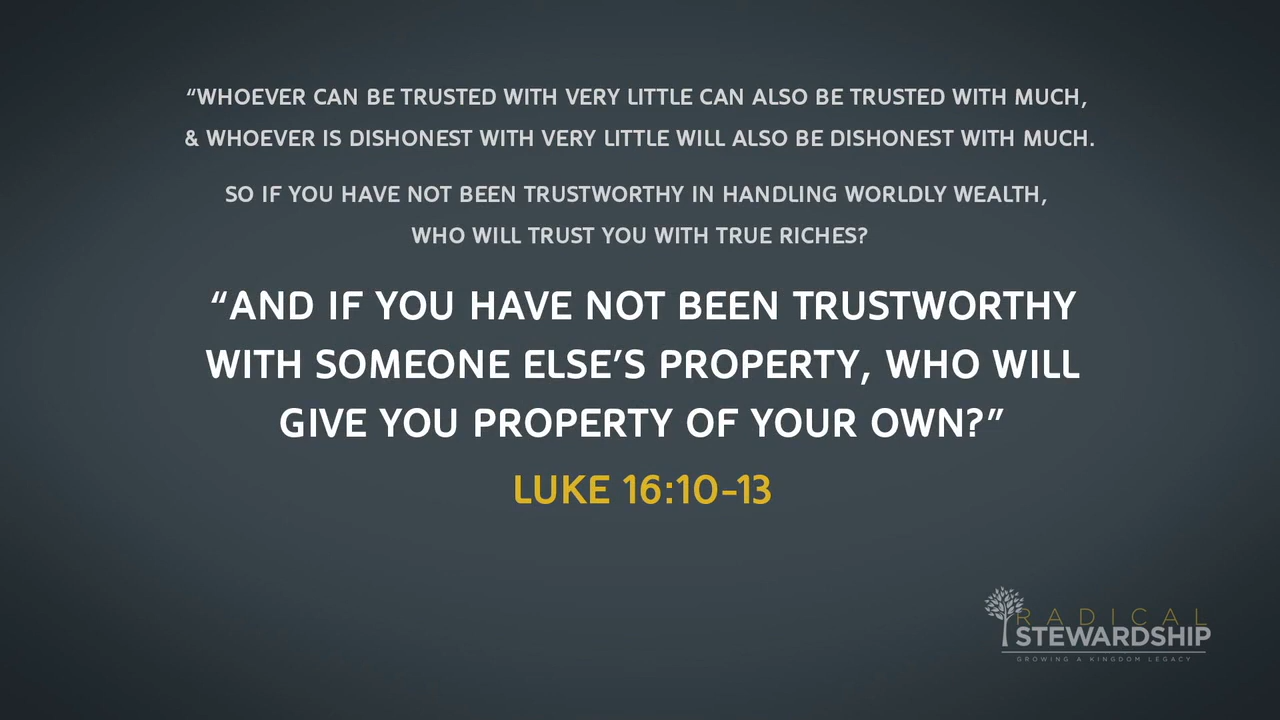 “WHOEVER CAN BE TRUSTED WITH VERY LITTLE CAN ALSO BE TRUSTED WITH MUCH,
& WHOEVER IS DISHONEST WITH VERY LITTLE WILL ALSO BE DISHONEST WITH MUCH.
SO IF YOU HAVE NOT BEEN TRUSTWORTHY IN HANDLING WORLDLY WEALTH,
WHO WILL TRUST YOU WITH TRUE RICHES?
“AND IF YOU HAVE NOT BEEN TRUSTWORTHY
WITH SOMEONE ELSE’S PROPERTY, WHO WILL
GIVE YOU PROPERTY OF YOUR OWN?”
LUKE 16:10-13
RADICAL
STEWARDSHIP
GROWING A KINGDOM LEGACY